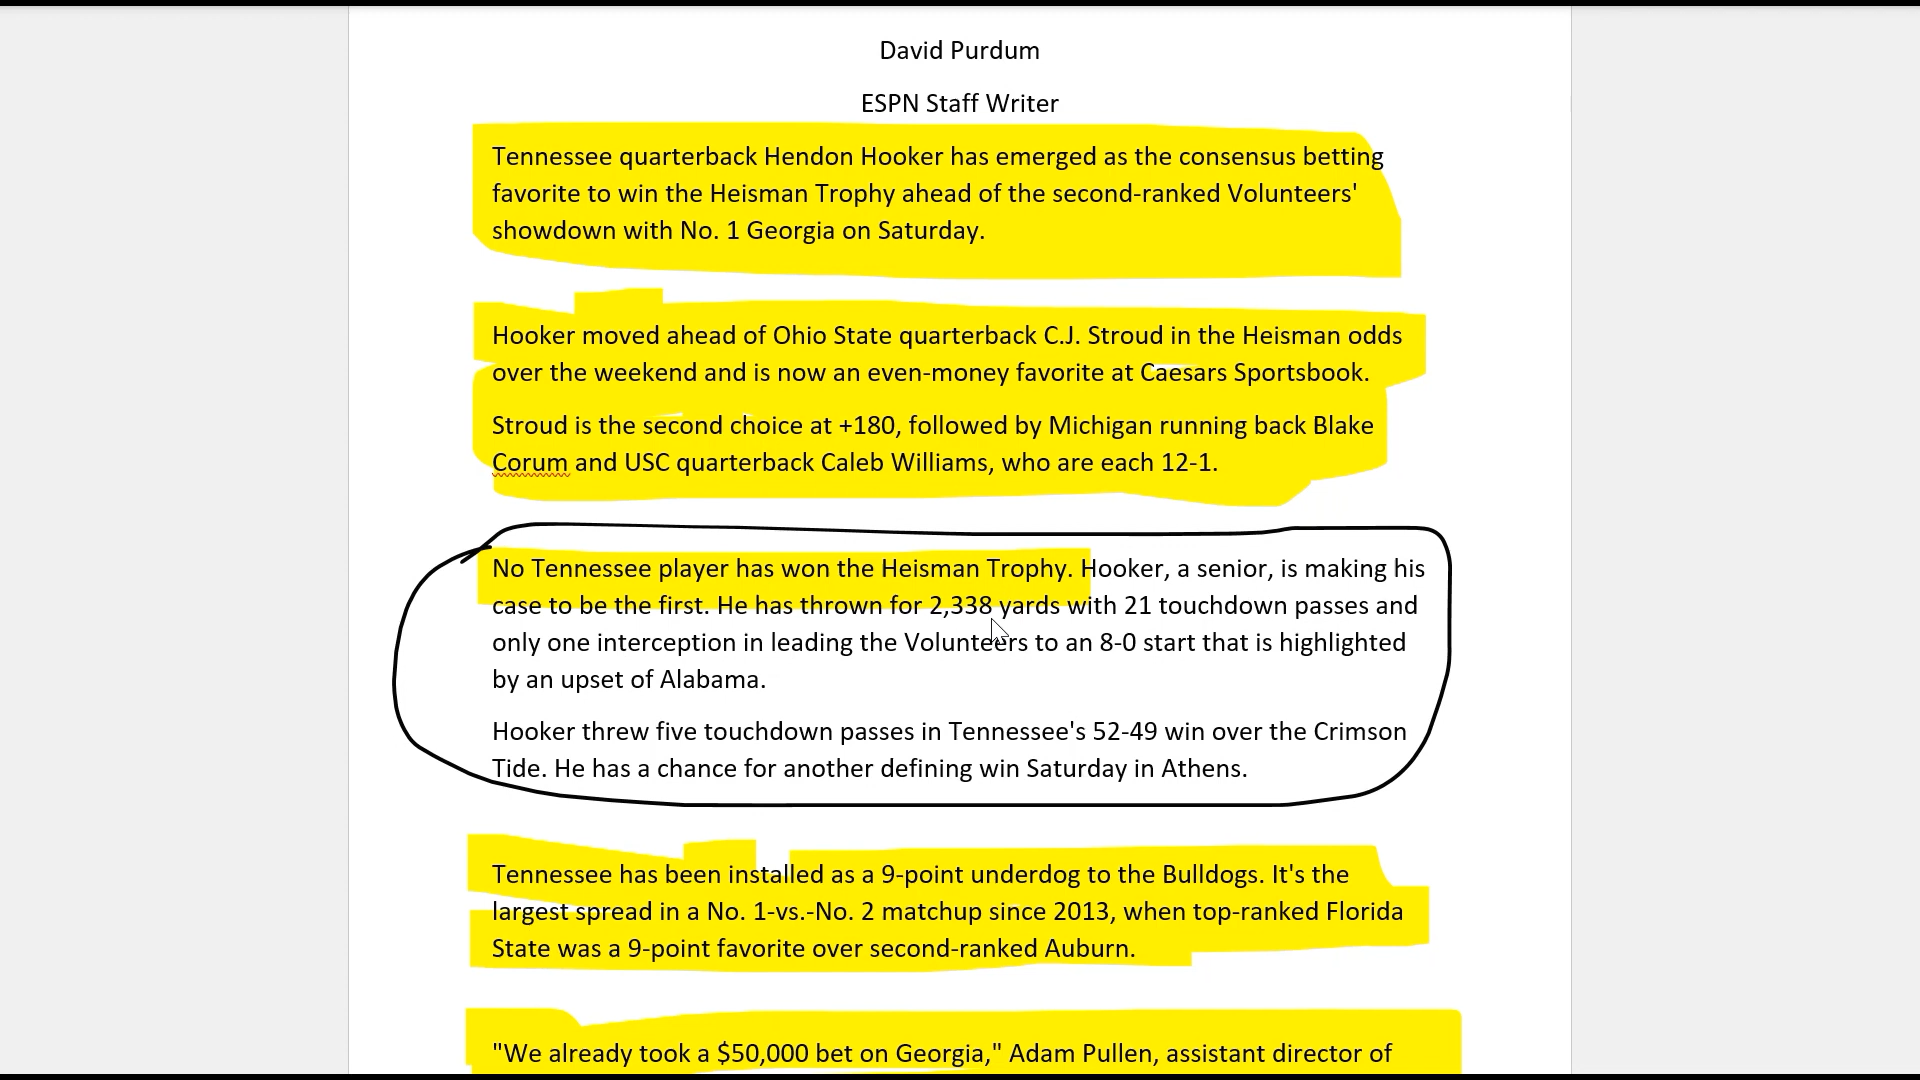 David Purdum
ESPN Staff Writer
Tennessee quarterback Hendon Hooker has emerged as the consensus betting
favorite to win the Heisman Trophy ahead of the second-ranked Volunteers'
showdown with No. 1 Georgia on Saturday.
Hooker moved ahead of Ohio State quarterback C.J. Stroud in the Heisman odds
over the weekend and is now an even-money favorite at Caesars Sportsbook.
Stroud is the second choice at +180, followed by Michigan running back Blake
Corum and USC quarterback Caleb Williams, who are each 12-1.
No Tennessee player has won the Heisman Trophy. Hooker, a senior, is making his
case to be the first. He has thrown for 2,338 yards with 21 touchdown passes and
only one interception in leading the Volunteers to an 8-0 start that is highlighted
by an upset of Alabama.
Hooker threw five touchdown passes in Tennessee's 52-49 win over the Crimson
Tide. He has a chance for another defining win Saturday in Athens.
Tennessee has been installed as a 9-point underdog to the Bulldogs. It's the
largest spread in a No. 1-vs.-No. 2 matchup since 2013, when top-ranked Florida
State was a 9-point favorite over second-ranked Auburn.
"We already took a $50,000 bet on Georgia," Adam Pullen, assistant director of